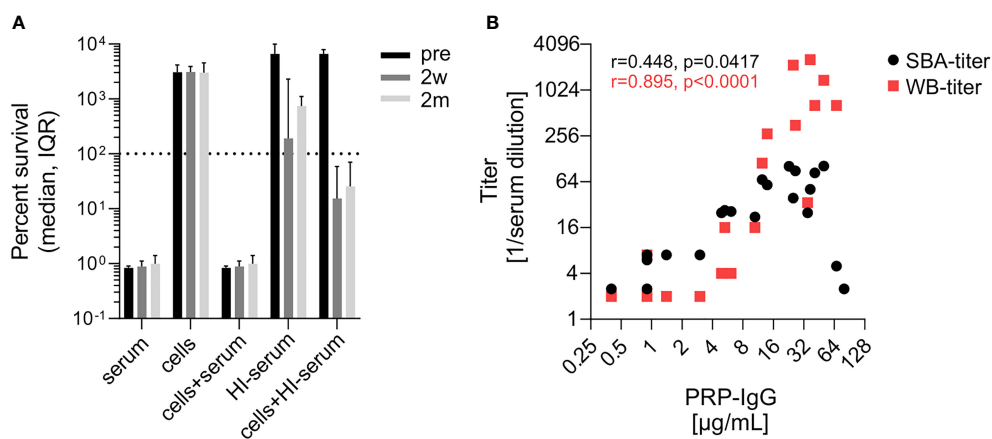 A
Percent survival
(median, IQR)
10⁴
10³
10²
10¹
10⁰
10⁻¹
pre
2w
2m
serum
cells
cells+serum
HI-serum
cells+HI-serum
B
Titer
[1/serum dilution]
4096
1024
256
64
16
4
1
r=0.448, p=0.0417
r=0.895, p<0.0001
SBA-titer
WB-titer
0.25 0.5 1 2 4 8 16 32 64 128
PRP-IgG
[µg/mL]